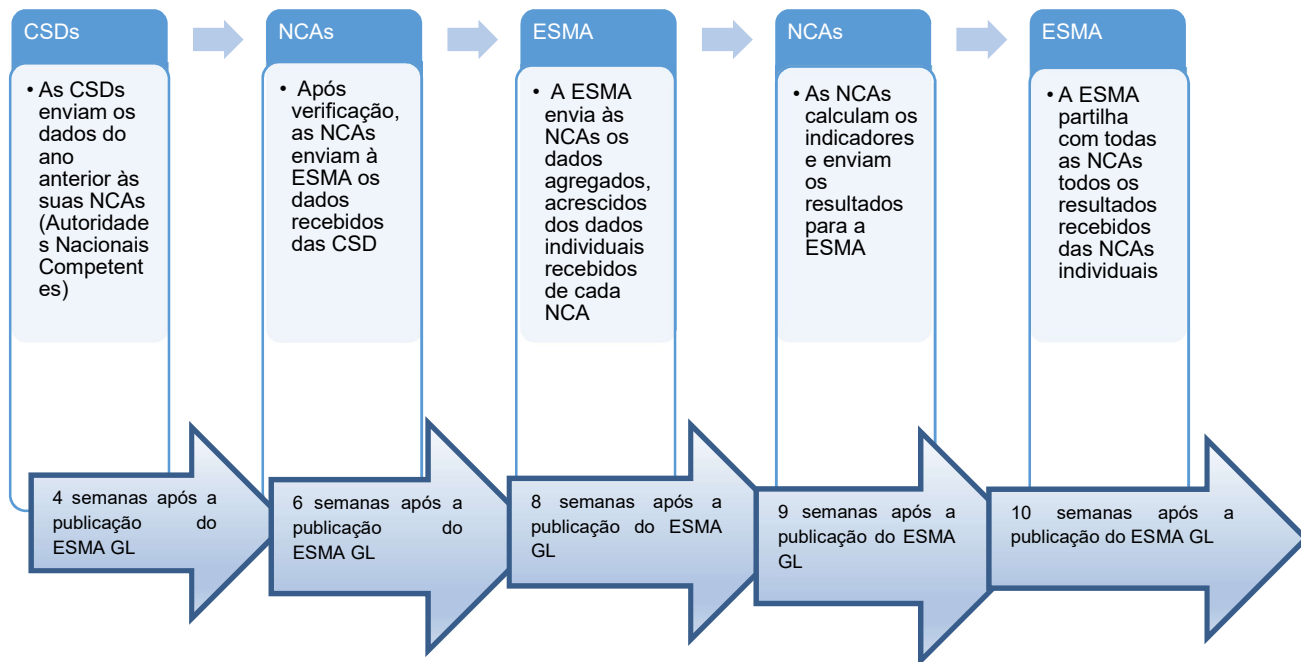 CSDs
• As CSDs
enviam os
dados do
ano
anterior às
suas NCAs
(Autoridade
s Nacionais
Competent
es)
NCAs
• Após
verificação,
as NCAs
enviam à
ESMA os
dados
recebidos
das CSD
ESMA
• A ESMA
envia às
NCAs os
dados
agregados,
acrescidos
dos dados
individuais
recebidos
de cada
NCA
NCAs
• As NCAs
calculam os
indicadores
e enviam
os
resultados
para a
ESMA
ESMA
• A ESMA
partilha
com todas
as NCAs
todos os
resultados
recebidos
das NCAs
individuais
4 semanas após a
publicação do
ESMA GL
6 semanas após a
publicação do
ESMA GL
8 semanas após a
publicação do ESMA
GL
9 semanas após a
publicação do ESMA
GL
10 semanas após a
publicação do ESMA GL